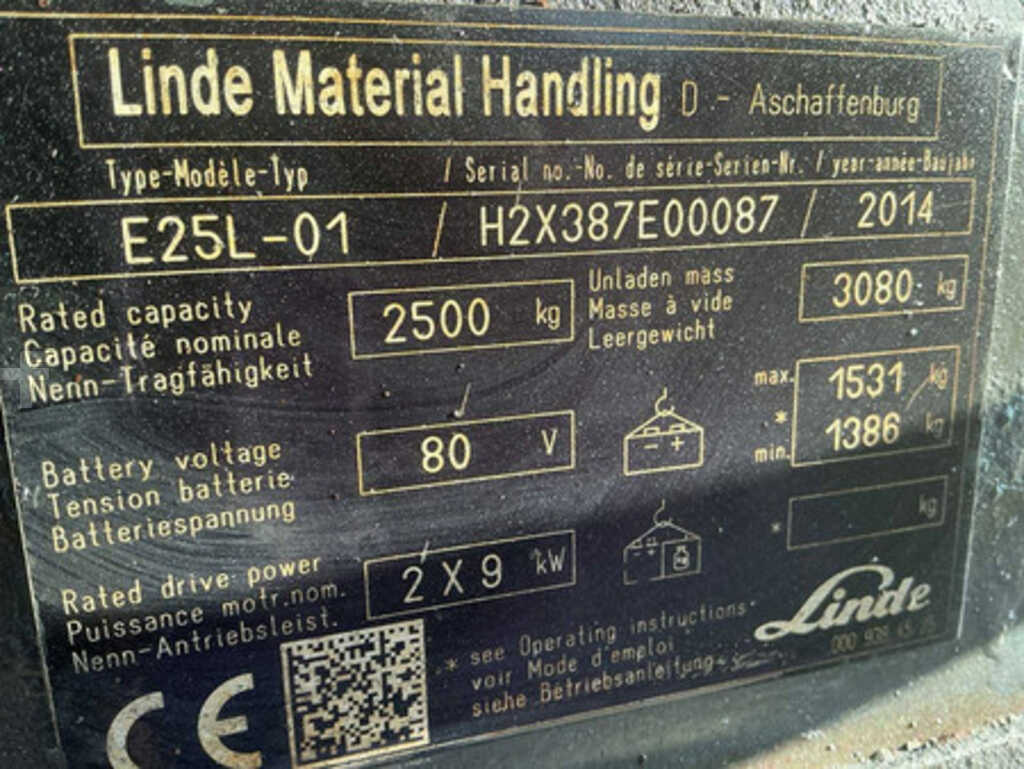 Linde Material Handling D - Aschaffenburg
Type-Modèle-Typ / Serial no.-No. de série-Serien-Nr. / year-année-Baujahr
E25L-01 / H2X387E00087 / 2014
Rated capacity
Capacité nominale
Nenn-Tragfähigkeit
2500 kg
Unladen mass
Masse à vide
Leergewicht
3080 kg
Battery voltage
Tension batterie
Batteriespannung
80 V
- +
max. 1531 kg
*
min. 1386 kg
Rated drive power
Puissance motr.nom.
Nenn-Antriebsleist.
2 X 9 kW
* kg
* see Operating instructions
voir Mode d'emploi
siehe Betriebsanleitung
Linde
CE